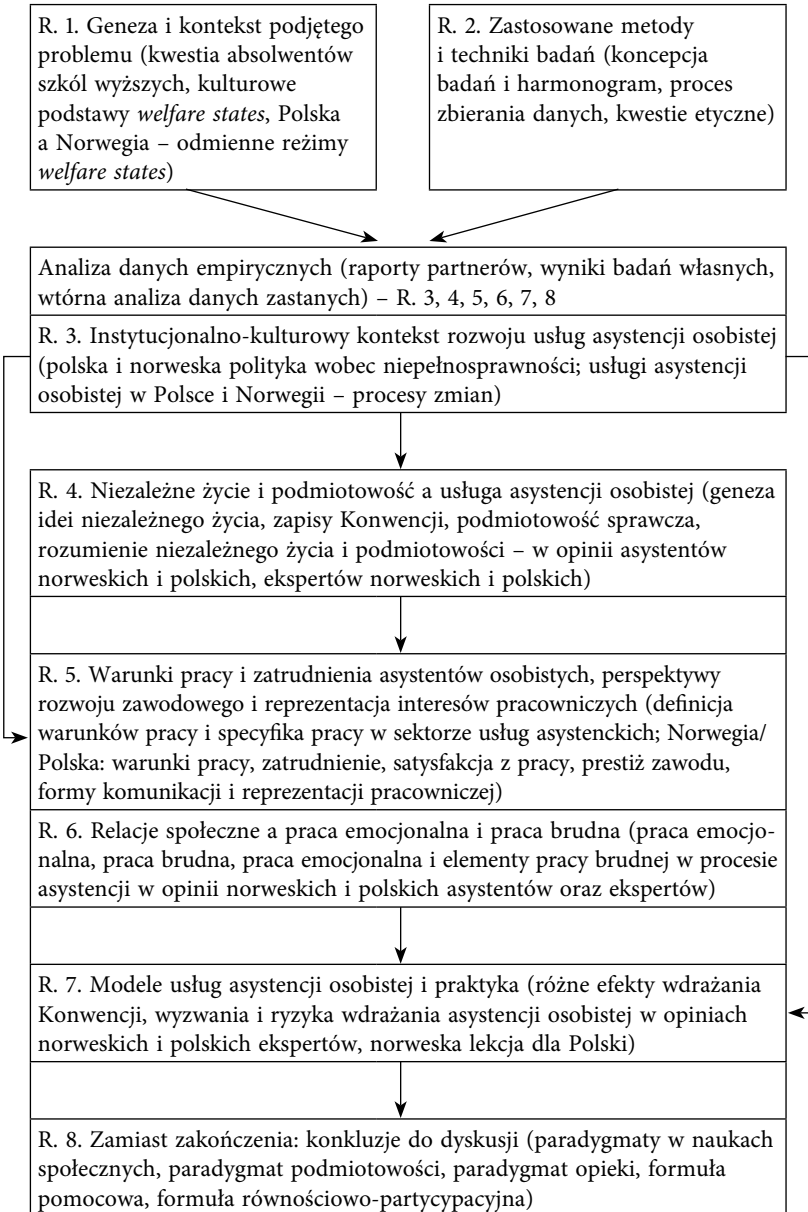 R. 1. Geneza i kontekst podjętego
problemu (kwestia absolwentów
szkół wyższych, kulturowe
podstawy welfare states, Polska
a Norwegia – odmienne reżimy
welfare states)
R. 2. Zastosowane metody
i techniki badań (koncepcja
badań i harmonogram, proces
zbierania danych, kwestie etyczne)
Analiza danych empirycznych (raporty partnerów, wyniki badań własnych,
wtórna analiza danych zastanych) – R. 3, 4, 5, 6, 7, 8
R. 3. Instytucjonalno-kulturowy kontekst rozwoju usług asystencji osobistej
(polska i norweska polityka wobec niepełnosprawności; usługi asystencji
osobistej w Polsce i Norwegii – procesy zmian)
R. 4. Niezależne życie i podmiotowość a usługa asystencji osobistej (geneza
idei niezależnego życia, zapisy Konwencji, podmiotowość sprawcza,
rozumienie niezależnego życia i podmiotowości – w opinii asystentów
norweskich i polskich, ekspertów norweskich i polskich)
R. 5. Warunki pracy i zatrudnienia asystentów osobistych, perspektywy
rozwoju zawodowego i reprezentacja interesów pracowniczych (definicja
warunków pracy i specyfika pracy w sektorze usług asystenckich; Norwegia/
Polska: warunki pracy, zatrudnienie, satysfakcja z pracy, prestiż zawodu,
formy komunikacji i reprezentacji pracowniczej)
R. 6. Relacje społeczne a praca emocjonalna i praca brudna (praca emocjo-
nalna, praca brudna, praca emocjonalna i elementy pracy brudnej w procesie
asystencji w opinii norweskich i polskich asystentów oraz ekspertów)
R. 7. Modele usług asystencji osobistej i praktyka (różne efekty wdrażania
Konwencji, wyzwania i ryzyka wdrażania asystencji osobistej w opiniach
norweskich i polskich ekspertów, norweska lekcja dla Polski)
R. 8. Zamiast zakończenia: konkluzje do dyskusji (paradygmaty w naukach
społecznych, paradygmat podmiotowości, paradygmat opieki, formuła
pomocowa, formuła równościowo-partycypacyjna)